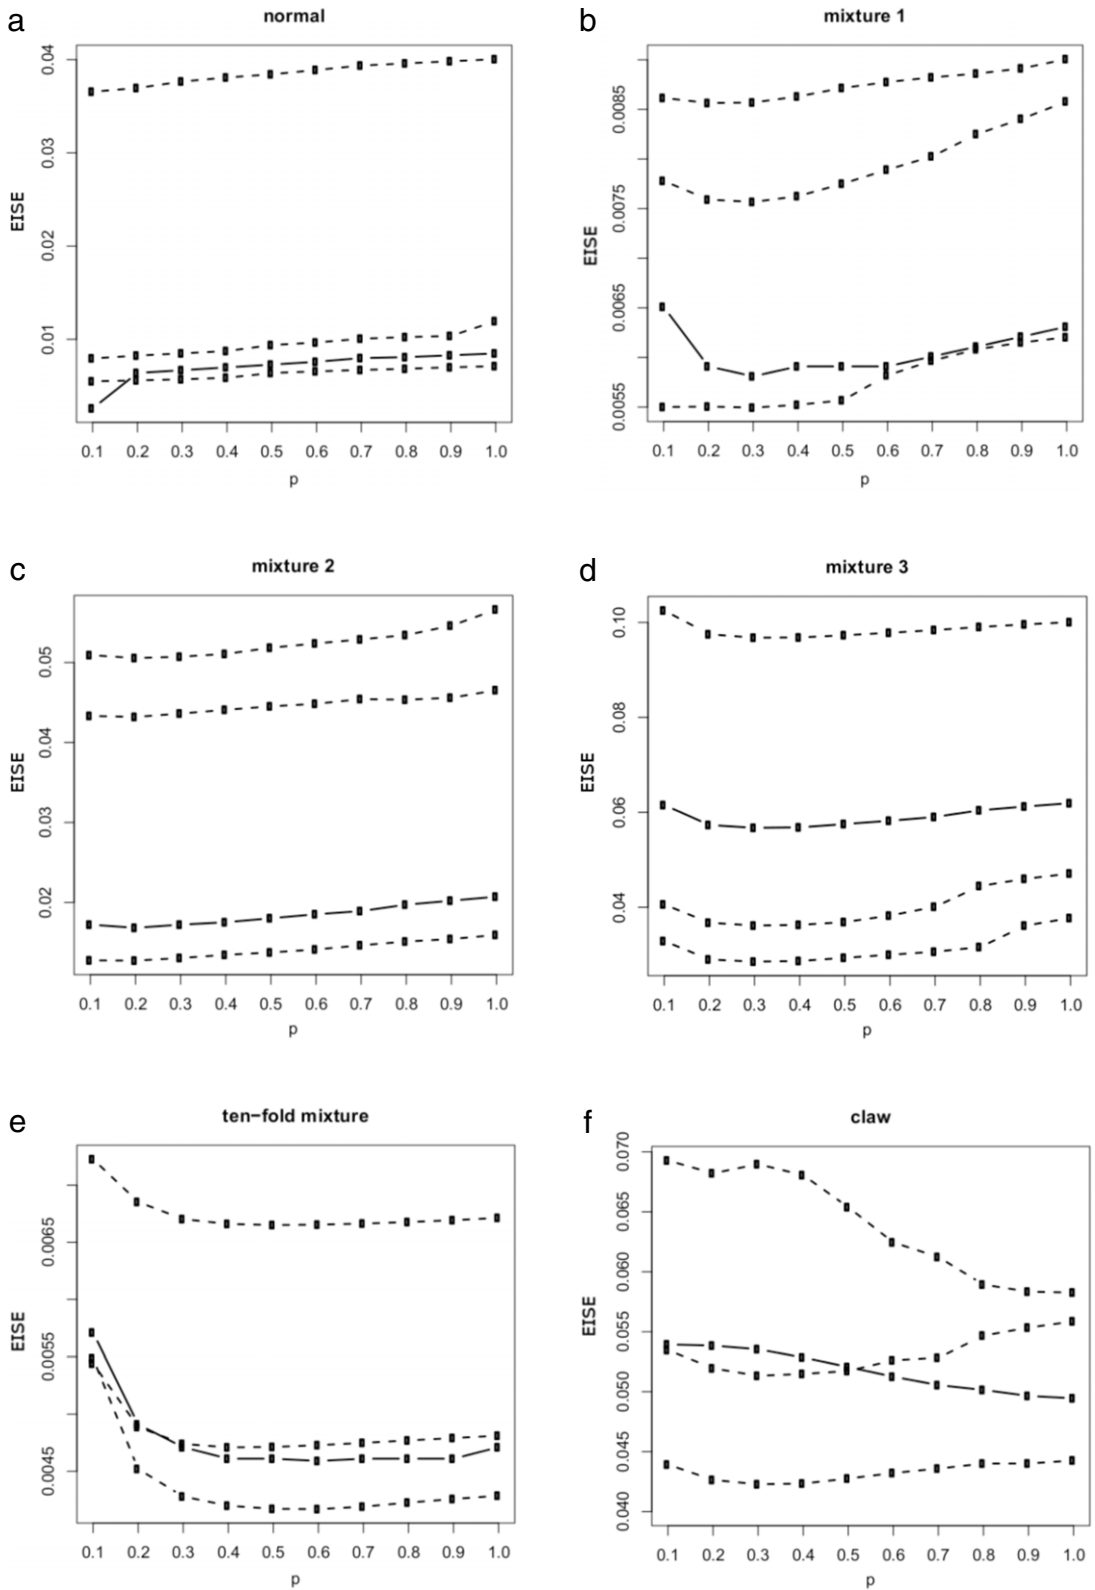 a
normal
EISE
0.04
0.03
0.02
0.01
0.1 0.2 0.3 0.4 0.5 0.6 0.7 0.8 0.9 1.0
p
b
mixture 1
EISE
0.0085
0.0075
0.0065
0.0055
0.1 0.2 0.3 0.4 0.5 0.6 0.7 0.8 0.9 1.0
p
c
mixture 2
EISE
0.05
0.04
0.03
0.02
0.1 0.2 0.3 0.4 0.5 0.6 0.7 0.8 0.9 1.0
p
d
mixture 3
EISE
0.10
0.08
0.06
0.04
0.1 0.2 0.3 0.4 0.5 0.6 0.7 0.8 0.9 1.0
p
e
ten−fold mixture
EISE
0.0065
0.0055
0.0045
0.1 0.2 0.3 0.4 0.5 0.6 0.7 0.8 0.9 1.0
p
f
claw
EISE
0.070
0.065
0.060
0.055
0.050
0.045
0.040
0.1 0.2 0.3 0.4 0.5 0.6 0.7 0.8 0.9 1.0
p